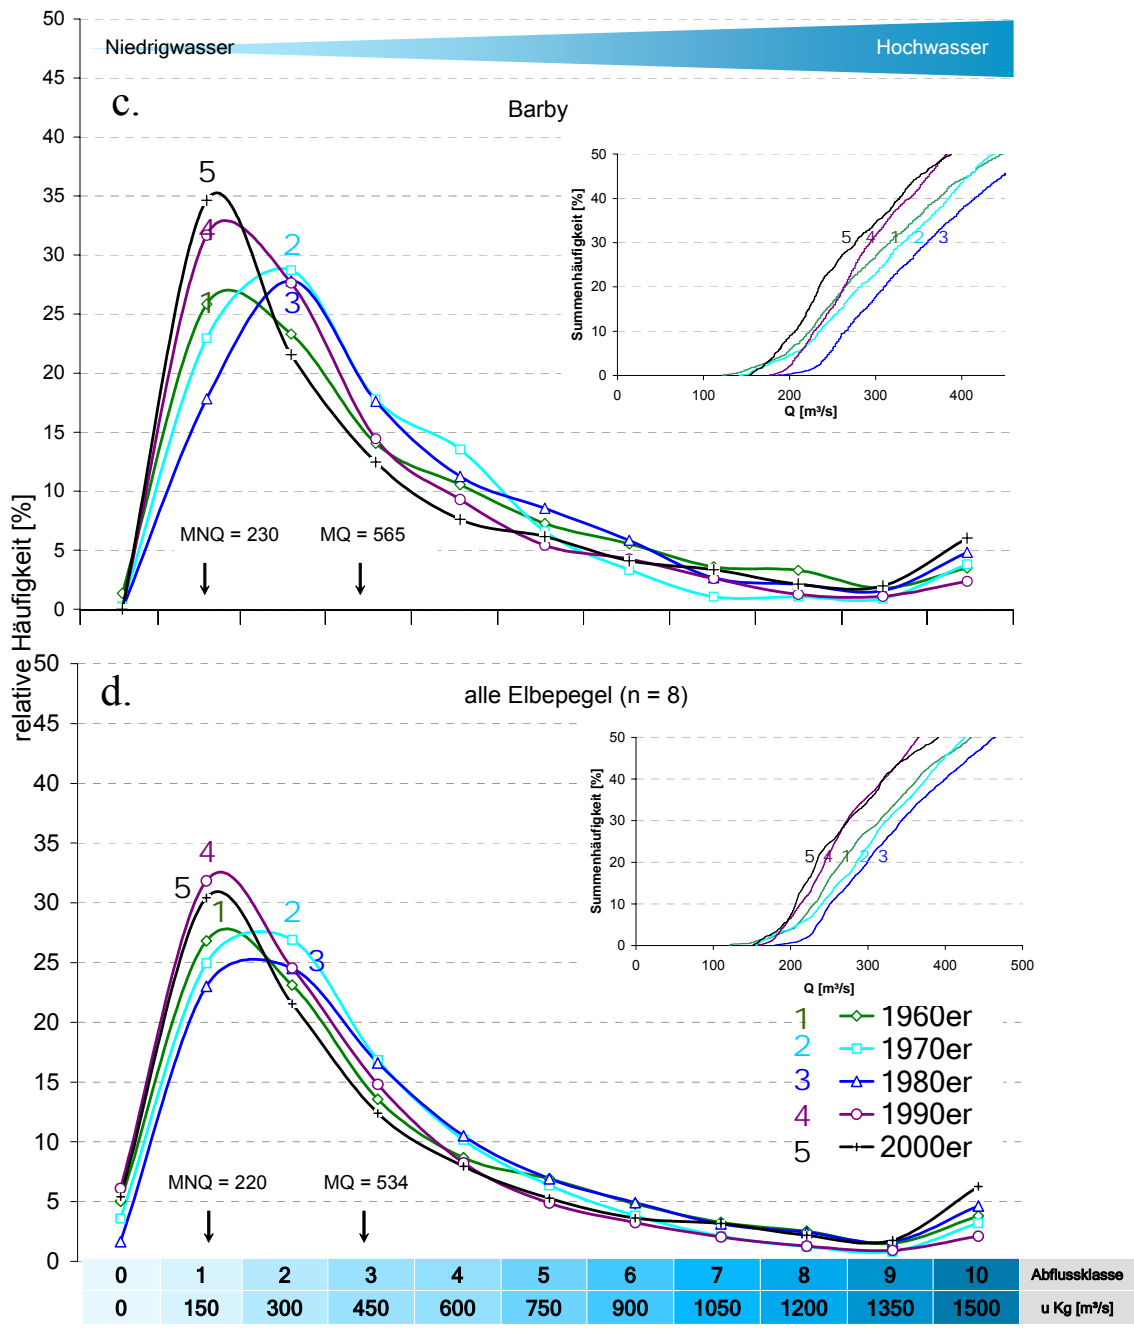 50
45
40
35
30
25
20
15
10
5
0
relative Häufigkeit [%]
Niedrigwasser
Hochwasser
c.
Barby
5
4
2
1
3
MNQ = 230
MQ = 565
Summenhäufigkeit [%]
50
40
30
20
10
0
5 4 1 2 3
0 100 200 300 400
Q [m³/s]
50
45
40
35
30
25
20
15
10
5
0
d.
alle Elbepegel (n = 8)
4
5
1
2
3
MNQ = 220
MQ = 534
Summenhäufigkeit [%]
50
40
30
20
10
0
5 4 1 2 3
0 100 200 300 400 500
Q [m³/s]
1 1960er
2 1970er
3 1980er
4 1990er
5 2000er
0 1 2 3 4 5 6 7 8 9 10 Abflussklasse
0 150 300 450 600 750 900 1050 1200 1350 1500 u Kg [m³/s]